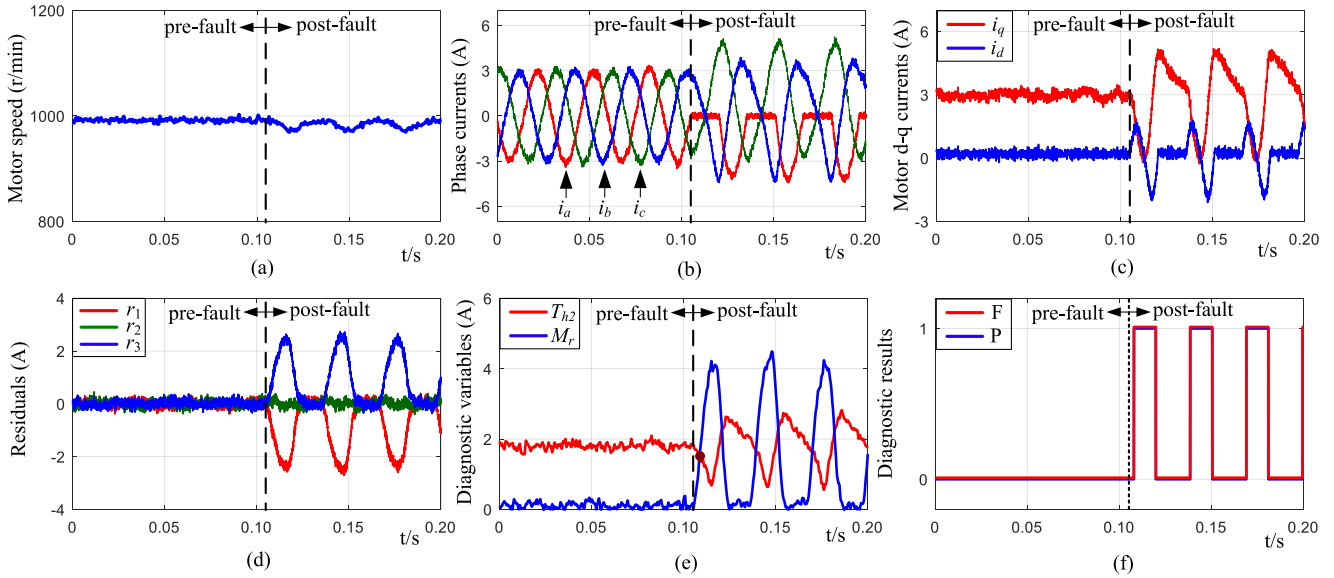 1200
1000
800
Motor speed (r/min)
pre-fault
post-fault
0
0.05
0.10
0.15
0.20
t/s
(a)
6
3
0
-3
-6
Phase currents (A)
pre-fault
post-fault
i_a
i_b
i_c
0
0.05
0.10
0.15
0.20
t/s
(b)
6
3
0
-3
Motor d-q currents (A)
i_q
i_d
pre-fault
post-fault
0
0.05
0.10
0.15
0.20
t/s
(c)
4
2
0
-2
-4
Residuals (A)
r_1
r_2
r_3
pre-fault
post-fault
0
0.05
0.10
0.15
0.20
t/s
(d)
6
4
2
0
Diagnostic variables (A)
T_h2
M_r
pre-fault
post-fault
0
0.05
0.10
0.15
0.20
t/s
(e)
1
0
Diagnostic results
F
P
pre-fault
post-fault
0
0.05
0.10
0.15
0.20
t/s
(f)